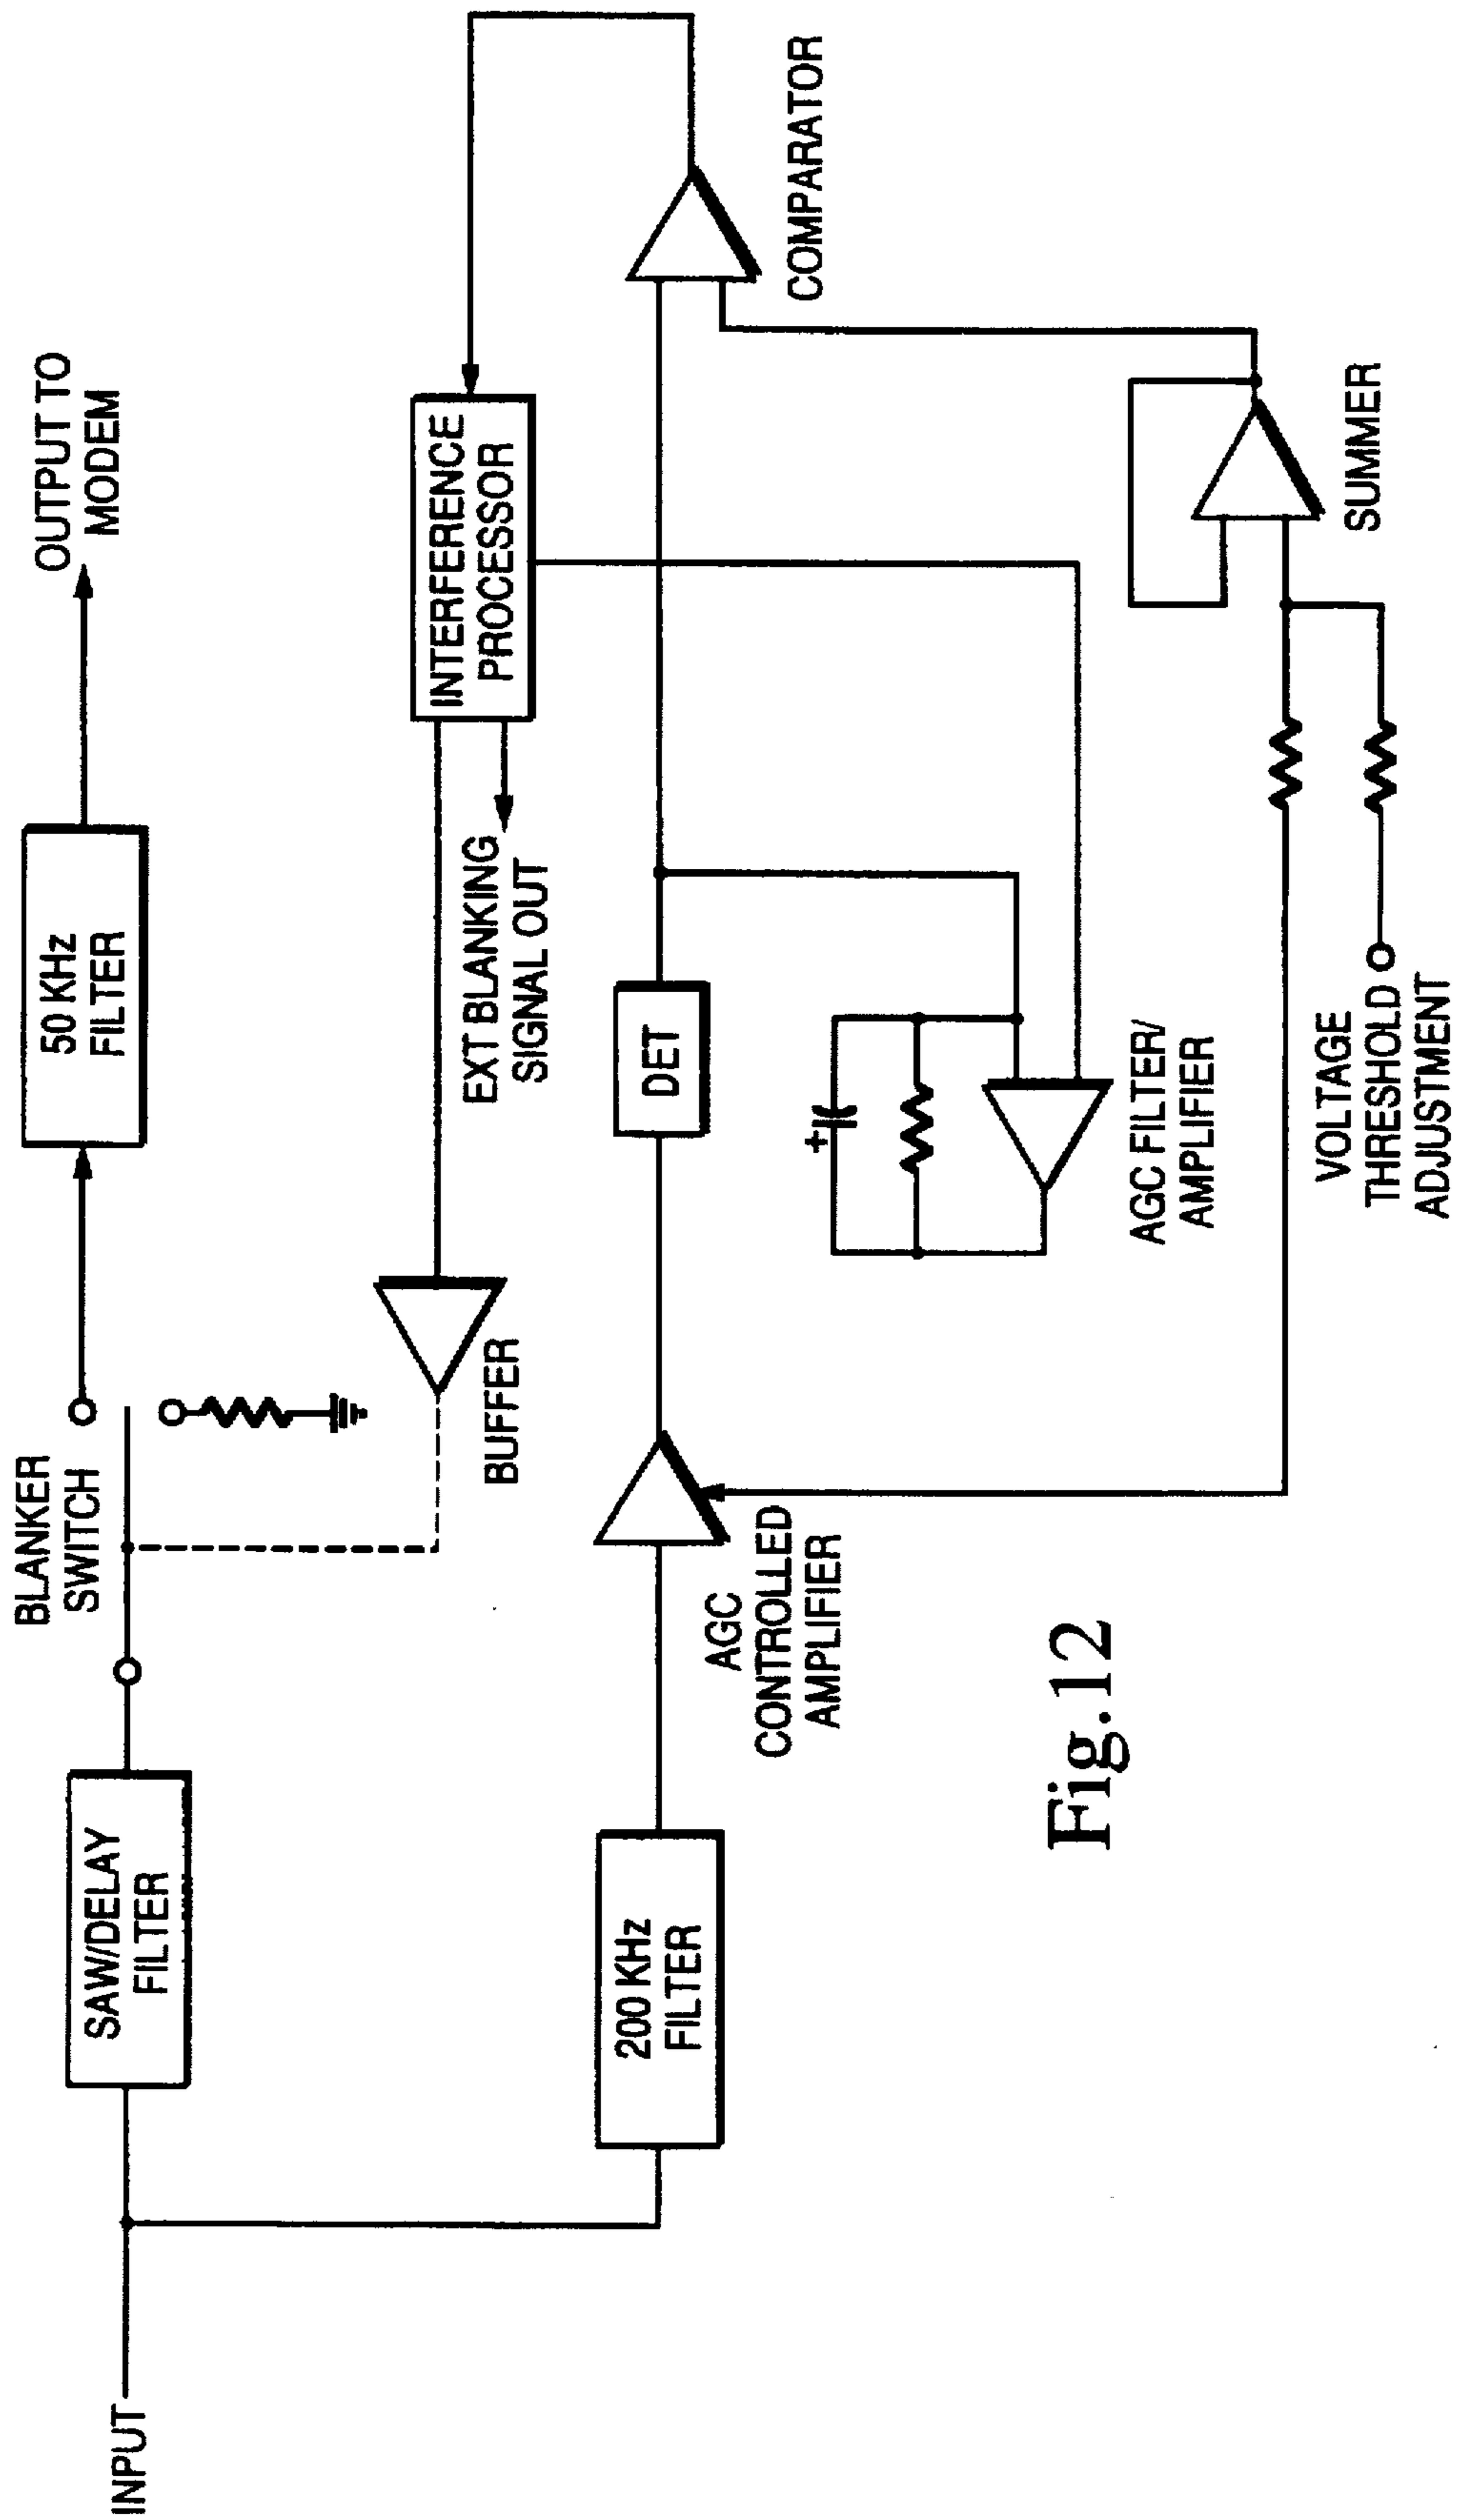 INPUT
SAW/DELAY
FILTER
BLANKER
SWITCH
50 KHz
FILTER
OUTPUT TO
MODEM
BUFFER
EXT BLANKING
SIGNAL OUT
INTERFERENCE
PROCESSOR
200 KHz
FILTER
AGC
CONTROLLED
AMPLIFIER
DET
+
COMPARATOR
AGC FILTER/
AMPLIFIER
VOLTAGE
THRESHOLD
ADJUSTMENT
SUMMER
Fig.12